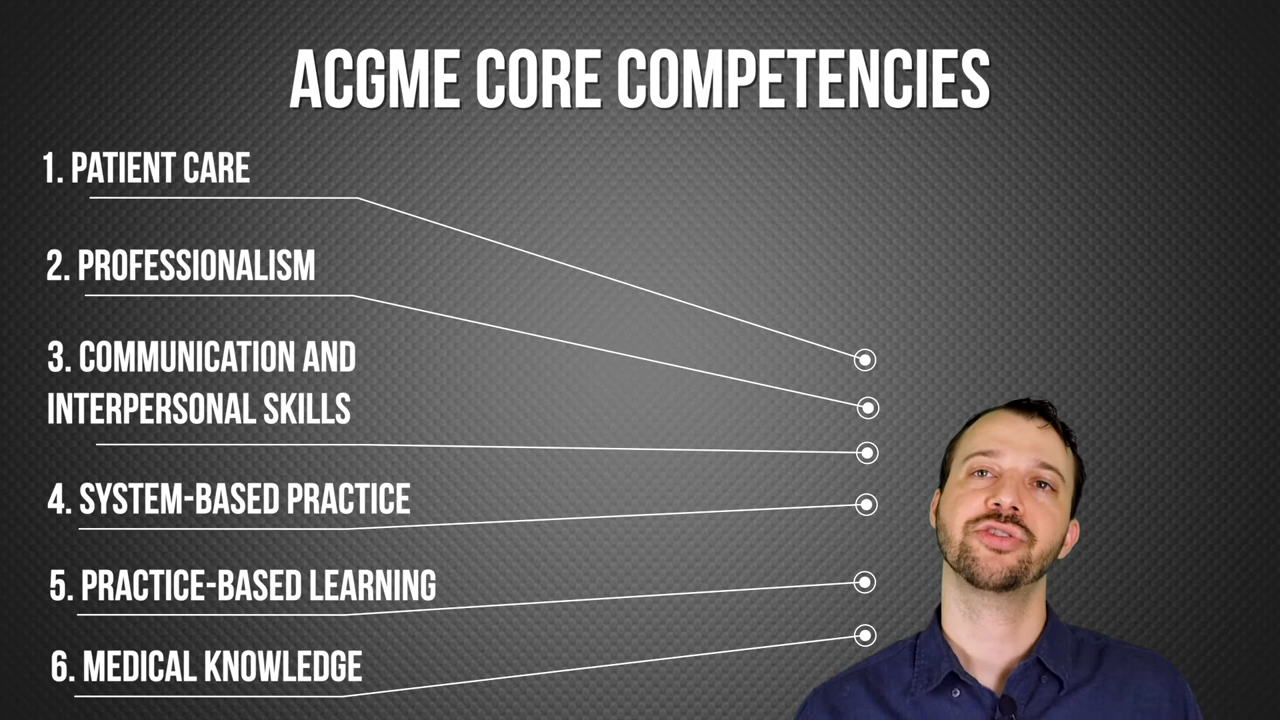 ACGME CORE COMPETENCIES
1. PATIENT CARE
2. PROFESSIONALISM
3. COMMUNICATION AND
INTERPERSONAL SKILLS
4. SYSTEM-BASED PRACTICE
5. PRACTICE-BASED LEARNING
6. MEDICAL KNOWLEDGE